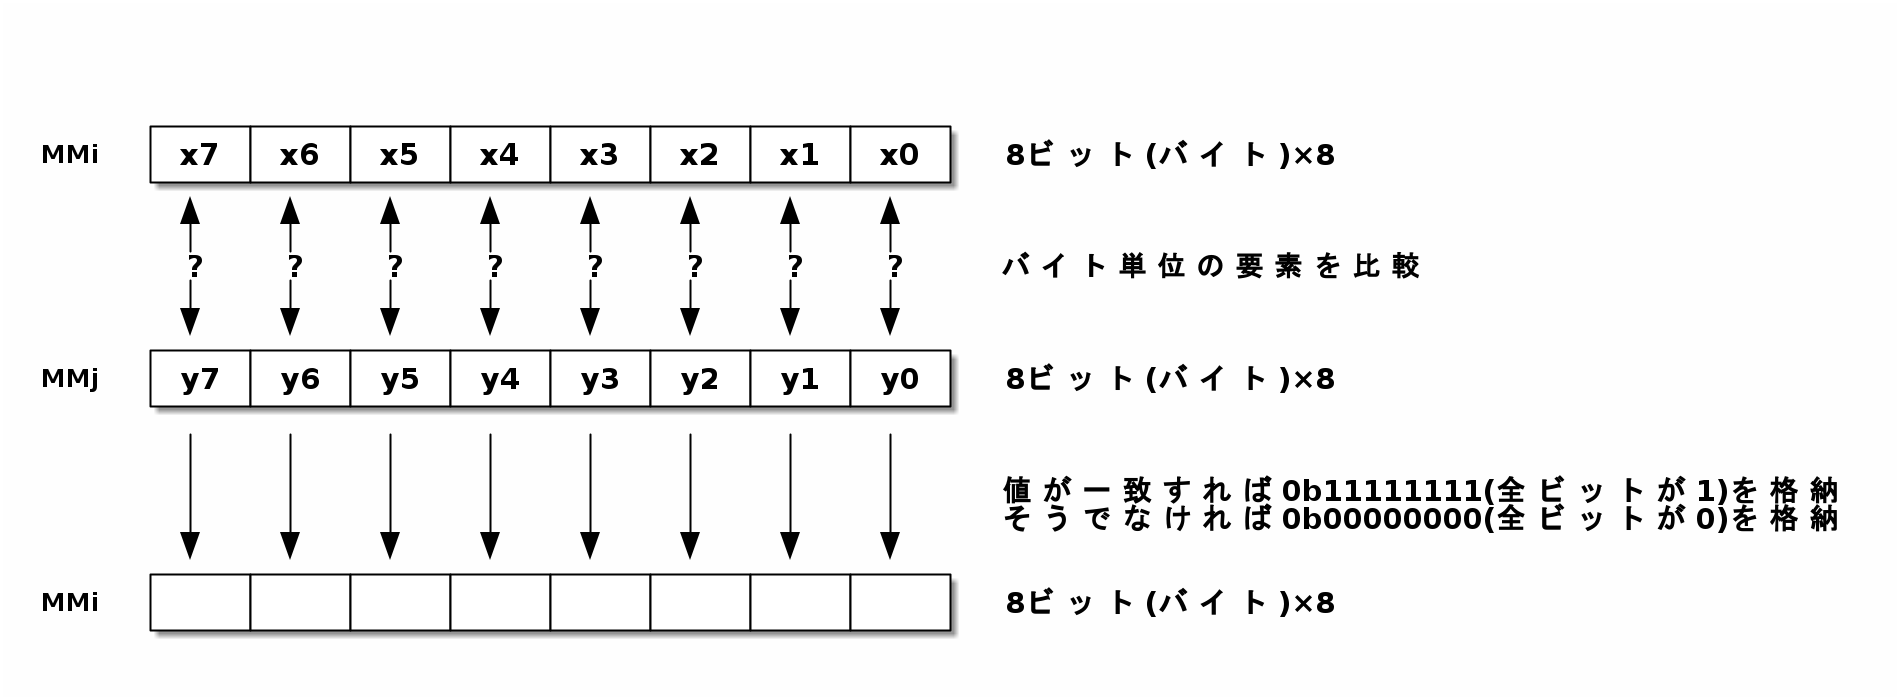 MMi x7 x6 x5 x4 x3 x2 x1 x0 8ビット(バイト)×8
? ? ? ? ? ? ? ? バイト単位の要素を比較
MMj y7 y6 y5 y4 y3 y2 y1 y0 8ビット(バイト)×8
値が一致すれば0b11111111(全ビットが1)を格納
そうでなければ0b00000000(全ビットが0)を格納
MMi 8ビット(バイト)×8